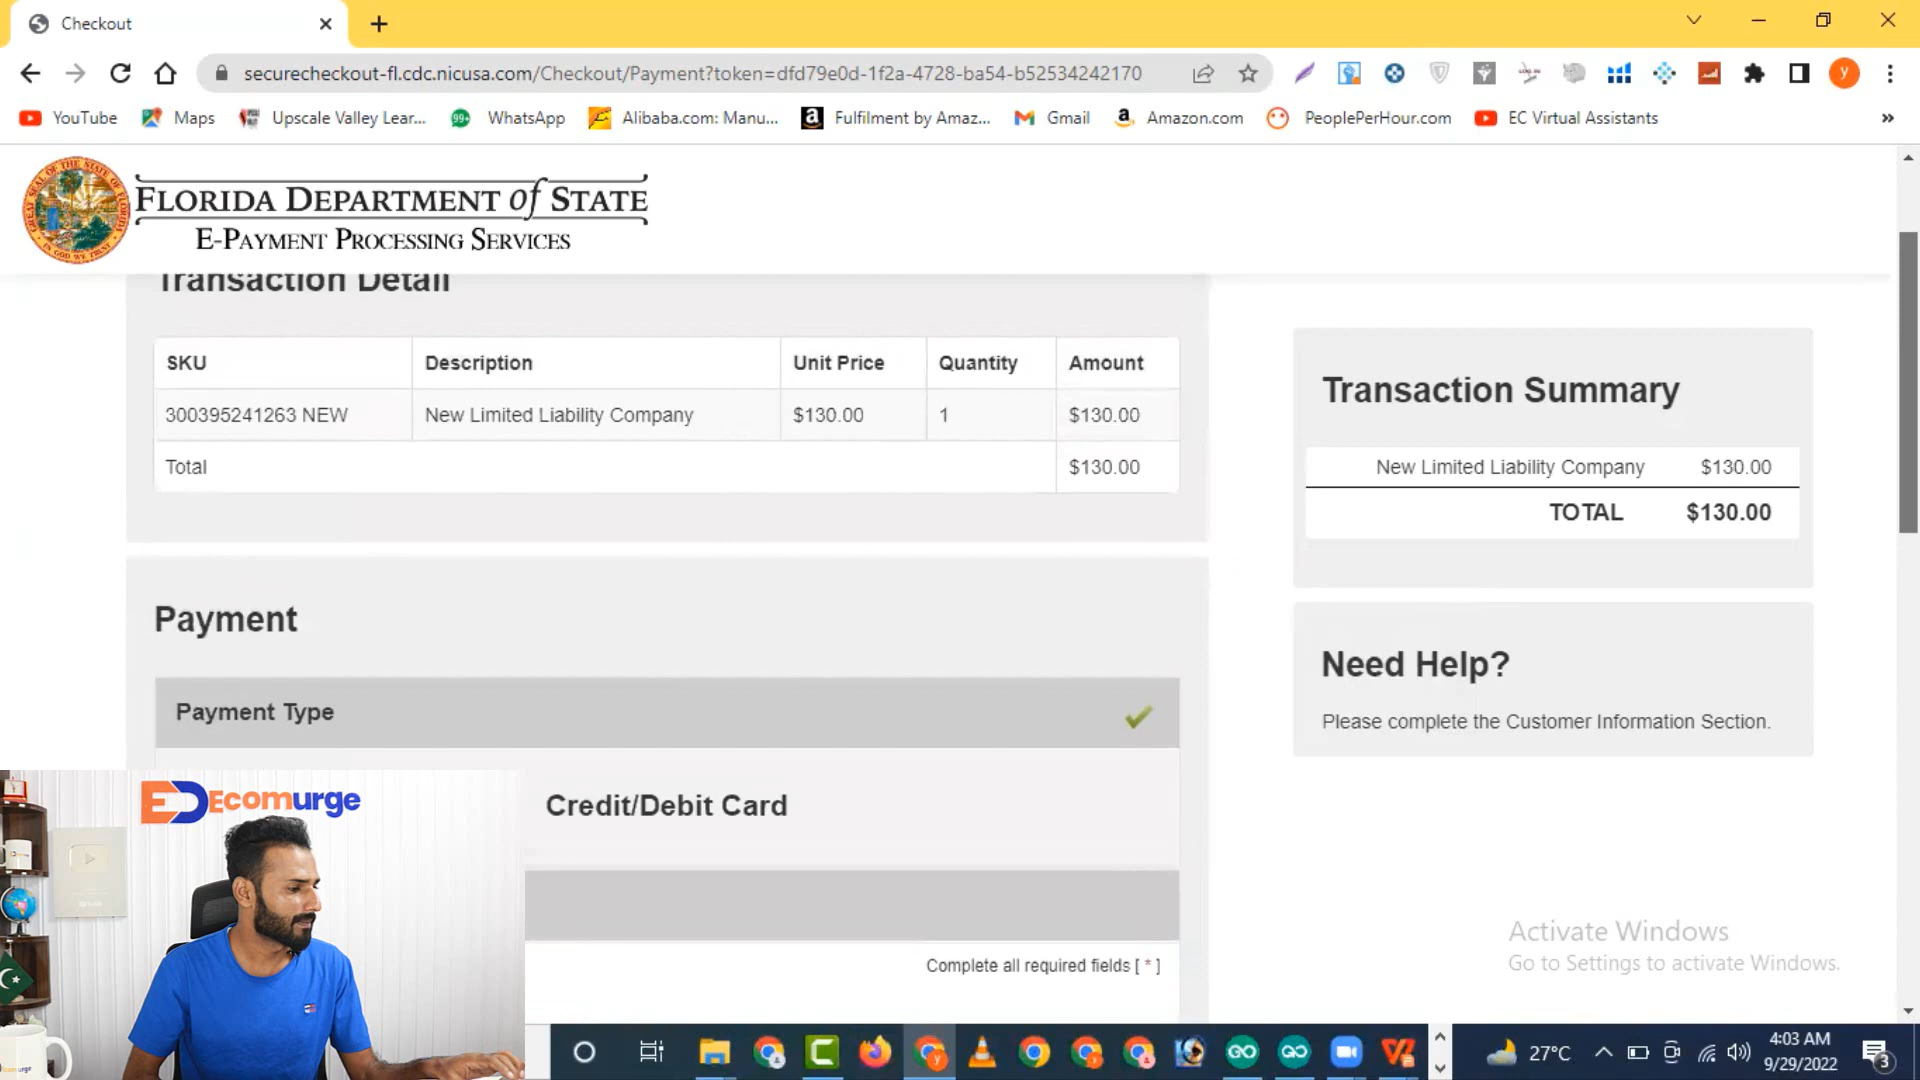 Checkout
securecheckout-fl.cdc.nicusa.com/Checkout/Payment?token=dfd79e0d-1f2a-4728-ba54-b52534242170
y
YouTube
Maps
Upscale Valley Lear...
99+
WhatsApp
Alibaba.com: Manu...
Fulfilment by Amaz...
Gmail
Amazon.com
PeoplePerHour.com
EC Virtual Assistants
FLORIDA DEPARTMENT of STATE
E-PAYMENT PROCESSING SERVICES
Transaction Detail
SKU Description Unit Price Quantity Amount
300395241263 NEW New Limited Liability Company $130.00 1 $130.00
Total $130.00
Transaction Summary
New Limited Liability Company $130.00
TOTAL $130.00
Payment
Payment Type
Need Help?
Please complete the Customer Information Section.
Credit/Debit Card
Complete all required fields [ * ]
Ecomurge
Activate Windows
Go to Settings to activate Windows.
27°C
4:03 AM
9/29/2022
3